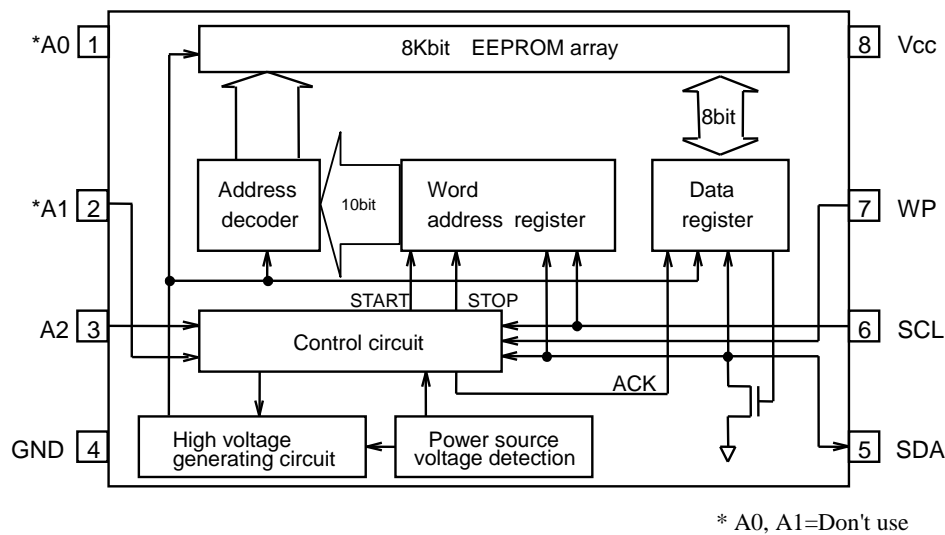 *A0 1
8Kbit EEPROM array
8 Vcc
8bit
*A1 2
Address
decoder
10bit
Word
address register
Data
register
7 WP
START
STOP
A2 3
Control circuit
6 SCL
ACK
GND 4
High voltage
generating circuit
Power source
voltage detection
5 SDA
* A0, A1=Don't use